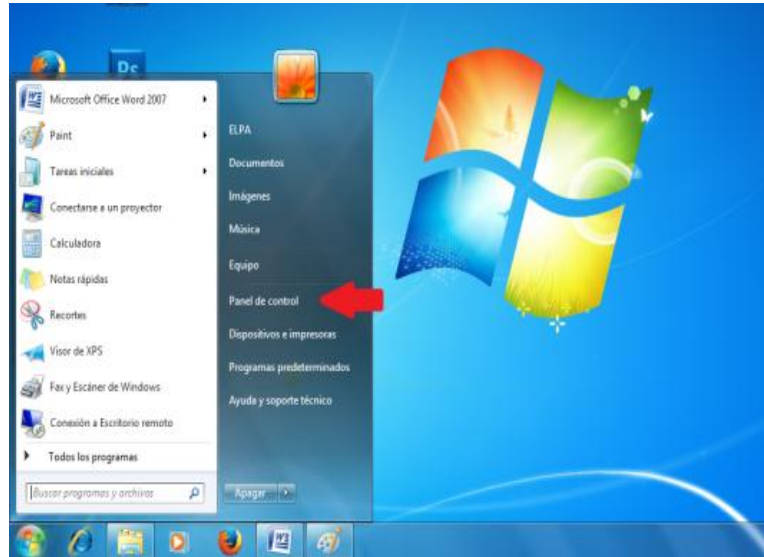 Ps
Microsoft Office Word 2007
Paint
Tareas iniciales
Conectarse a un proyector
Calculadora
Notas rápidas
Recortes
Visor de XPS
Fax y Escáner de Windows
Conexión a Escritorio remoto
Todos los programas
Buscar programas y archivos
ELPA
Documentos
Imágenes
Música
Equipo
Panel de control
Dispositivos e impresoras
Programas predeterminados
Ayuda y soporte técnico
Apagar